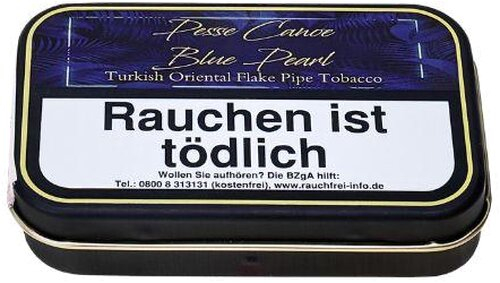 Pesse Canoe
Blue Pearl
Turkish Oriental Flake Pipe Tobacco
Rauchen ist
tödlich
Wollen Sie aufhören? Die BZgA hilft:
Tel.: 0800 8 313131 (kostenfrei), www.rauchfrei-info.de